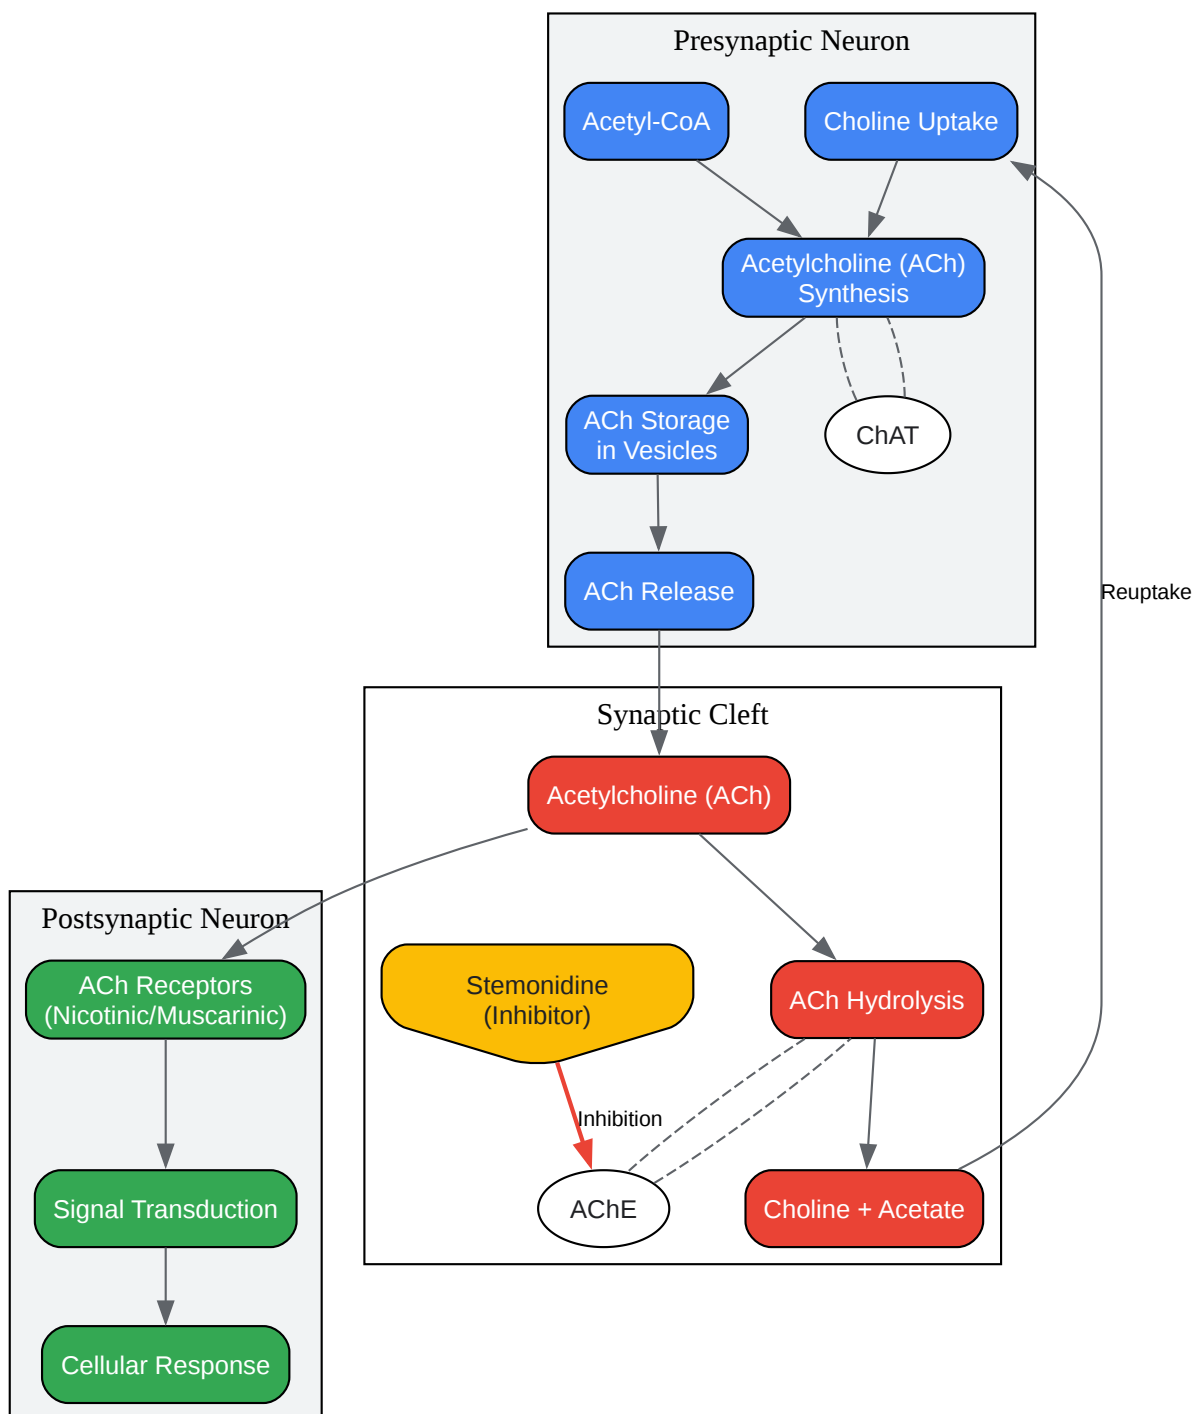 Presynaptic Neuron
Acetyl-CoA
Choline Uptake
Acetylcholine (ACh)
Synthesis
ACh Storage
in Vesicles
ChAT
ACh Release
Reuptake
Synaptic Cleft
Acetylcholine (ACh)
Postsynaptic Neuron
ACh Receptors
(Nicotinic/Muscarinic)
Stemonidine
(Inhibitor)
ACh Hydrolysis
Inhibition
Signal Transduction
AChE
Choline + Acetate
Cellular Response